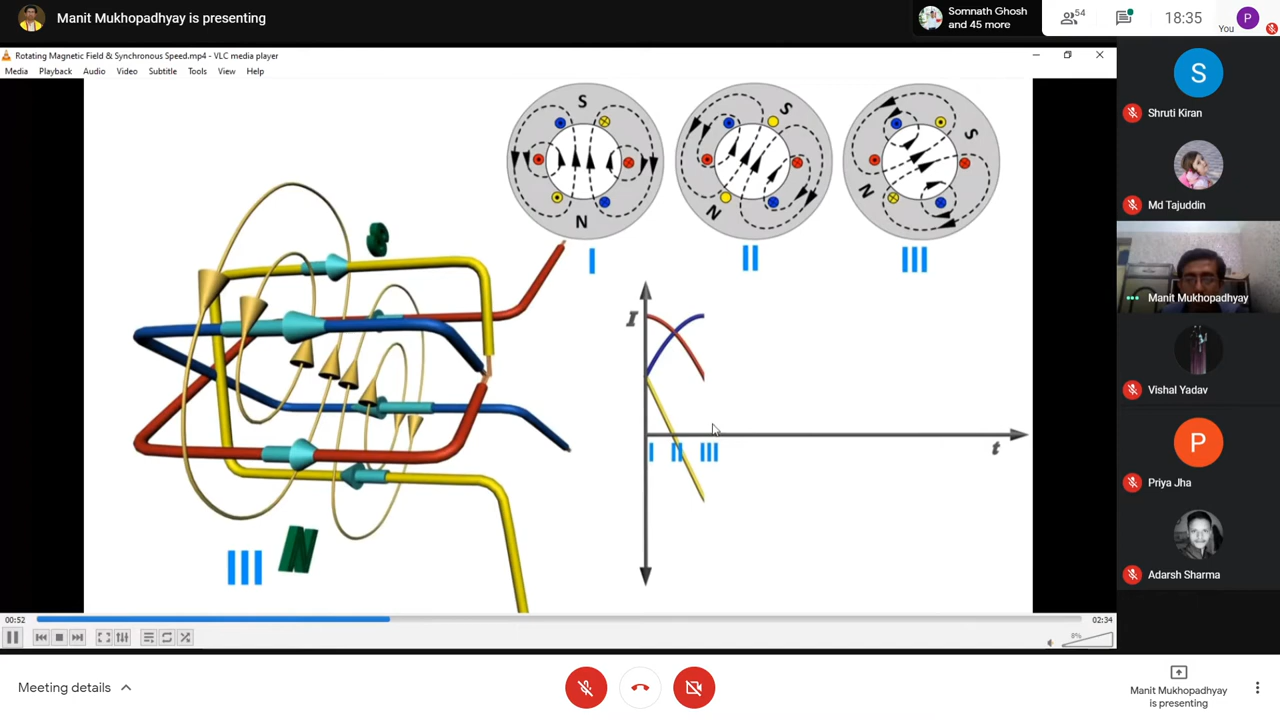 Manit Mukhopadhyay is presenting
Somnath Ghosh
and 45 more
54
18:35
P
You
Rotating Magnetic Field & Synchronous Speed.mp4 - VLC media player
Media Playback Audio Video Subtitle Tools View Help
S
S
S
N
N
N
I
II
III
S
I
I II III
t
N
III
S
Shruti Kiran
Md Tajuddin
Manit Mukhopadhyay
Vishal Yadav
P
Priya Jha
Adarsh Sharma
00:52
02:34
8%
Meeting details
Manit Mukhopadhyay
is presenting